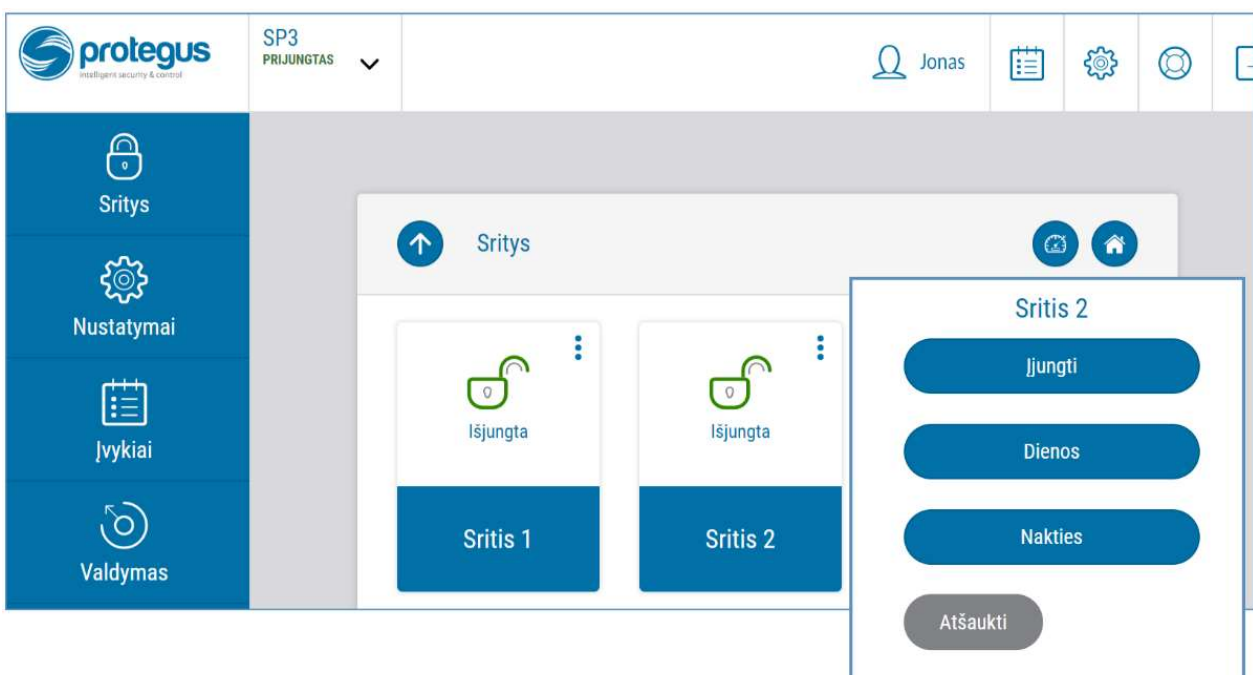 protegus
intelligent security & control
SP3
PRIJUNGTAS
Jonas
Sritys
Nustatymai
Įvykiai
Valdymas
Sritys
Išjungta
Sritis 1
Išjungta
Sritis 2
Sritis 2
Įjungti
Dienos
Nakties
Atšaukti